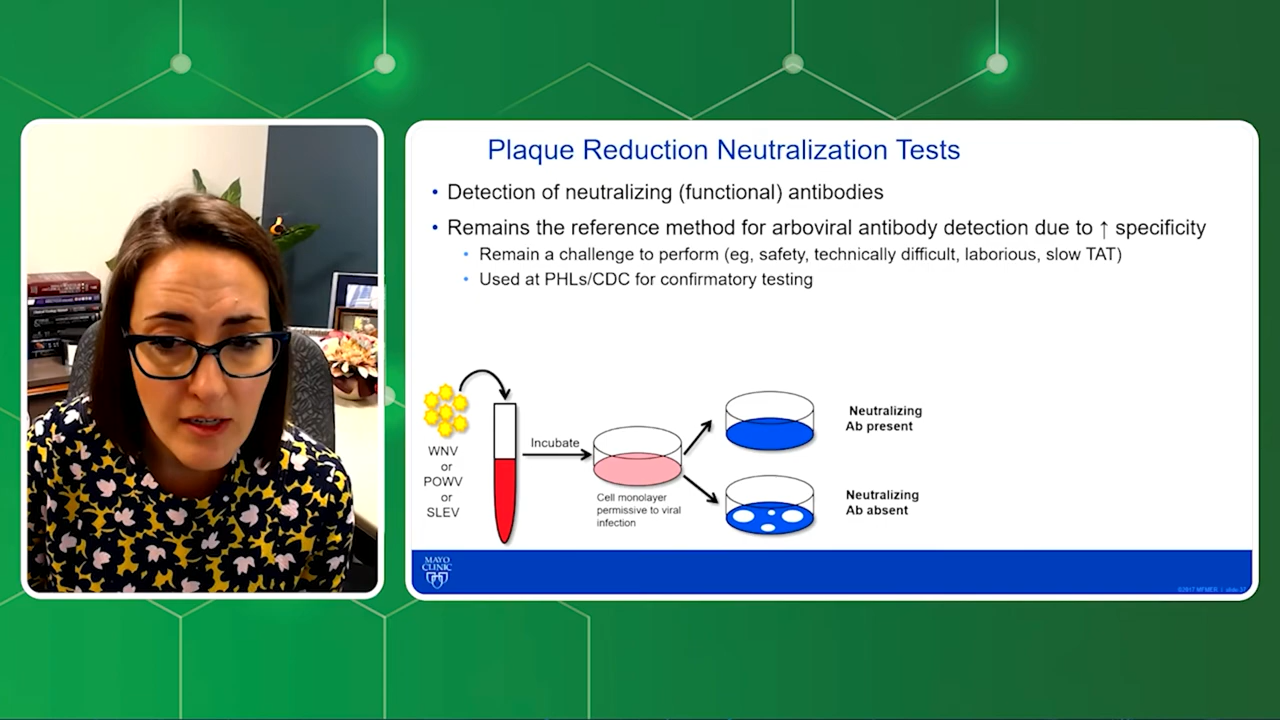 Plaque Reduction Neutralization Tests
• Detection of neutralizing (functional) antibodies
• Remains the reference method for arboviral antibody detection due to ↑ specificity
• Remain a challenge to perform (eg, safety, technically difficult, laborious, slow TAT)
• Used at PHLs/CDC for confirmatory testing
WNV
or
POWV
or
SLEV
Incubate
Cell monolayer
permissive to viral
infection
Neutralizing
Ab present
Neutralizing
Ab absent
MAYO
CLINIC
©2017 MFMER | slide